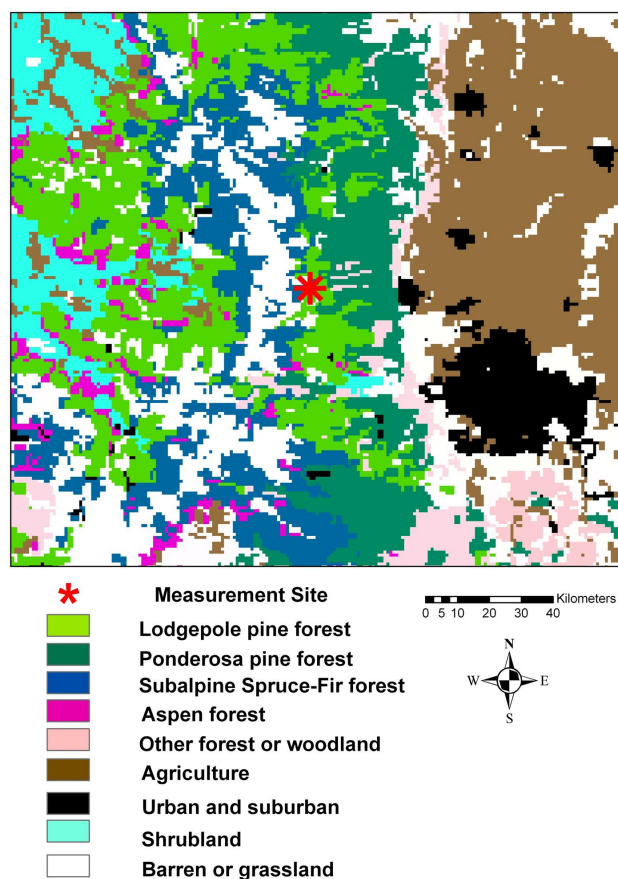 Measurement Site
Lodgepole pine forest
Ponderosa pine forest
Subalpine Spruce-Fir forest
Aspen forest
Other forest or woodland
Agriculture
Urban and suburban
Shrubland
Barren or grassland
Kilometers
0 5 10 20 30 40
N
W E
S